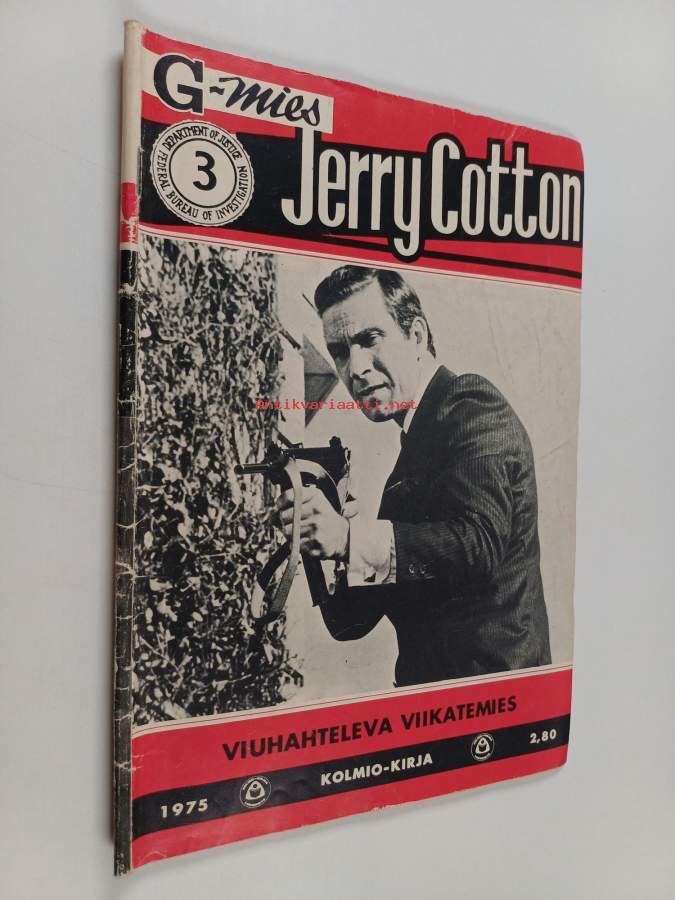 G-mies
DEPARTMENT OF JUSTICE
3
FEDERAL BUREAU OF INVESTIGATION
Jerry Cotton
Antikvariaatti.net
VIUHAHTELEVA VIIKATEMIES
1975
KOLMIO-KIRJA
2,80